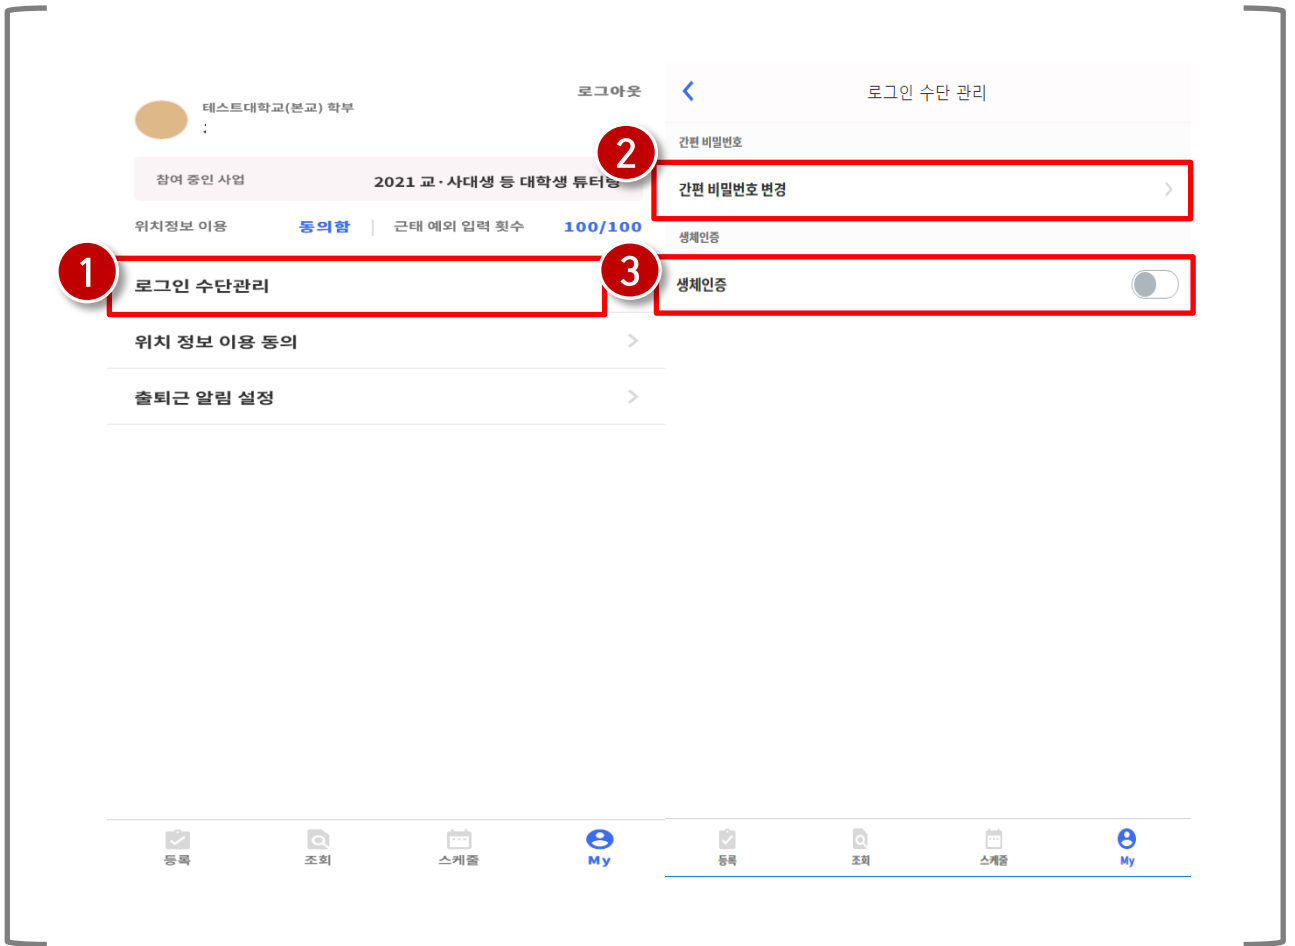 로그아웃
테스트대학교(본교) 학부
:
참여 중인 사업 2021 교·사대생 등 대학생 튜터링
위치정보 이용 동의함 근태 예외 입력 횟수 100/100
1
로그인 수단관리
위치 정보 이용 동의
출퇴근 알림 설정
등록 조회 스케줄 My
로그인 수단 관리
간편 비밀번호
2
간편 비밀번호 변경
생체인증
3
생체인증
등록 조회 스케줄 My